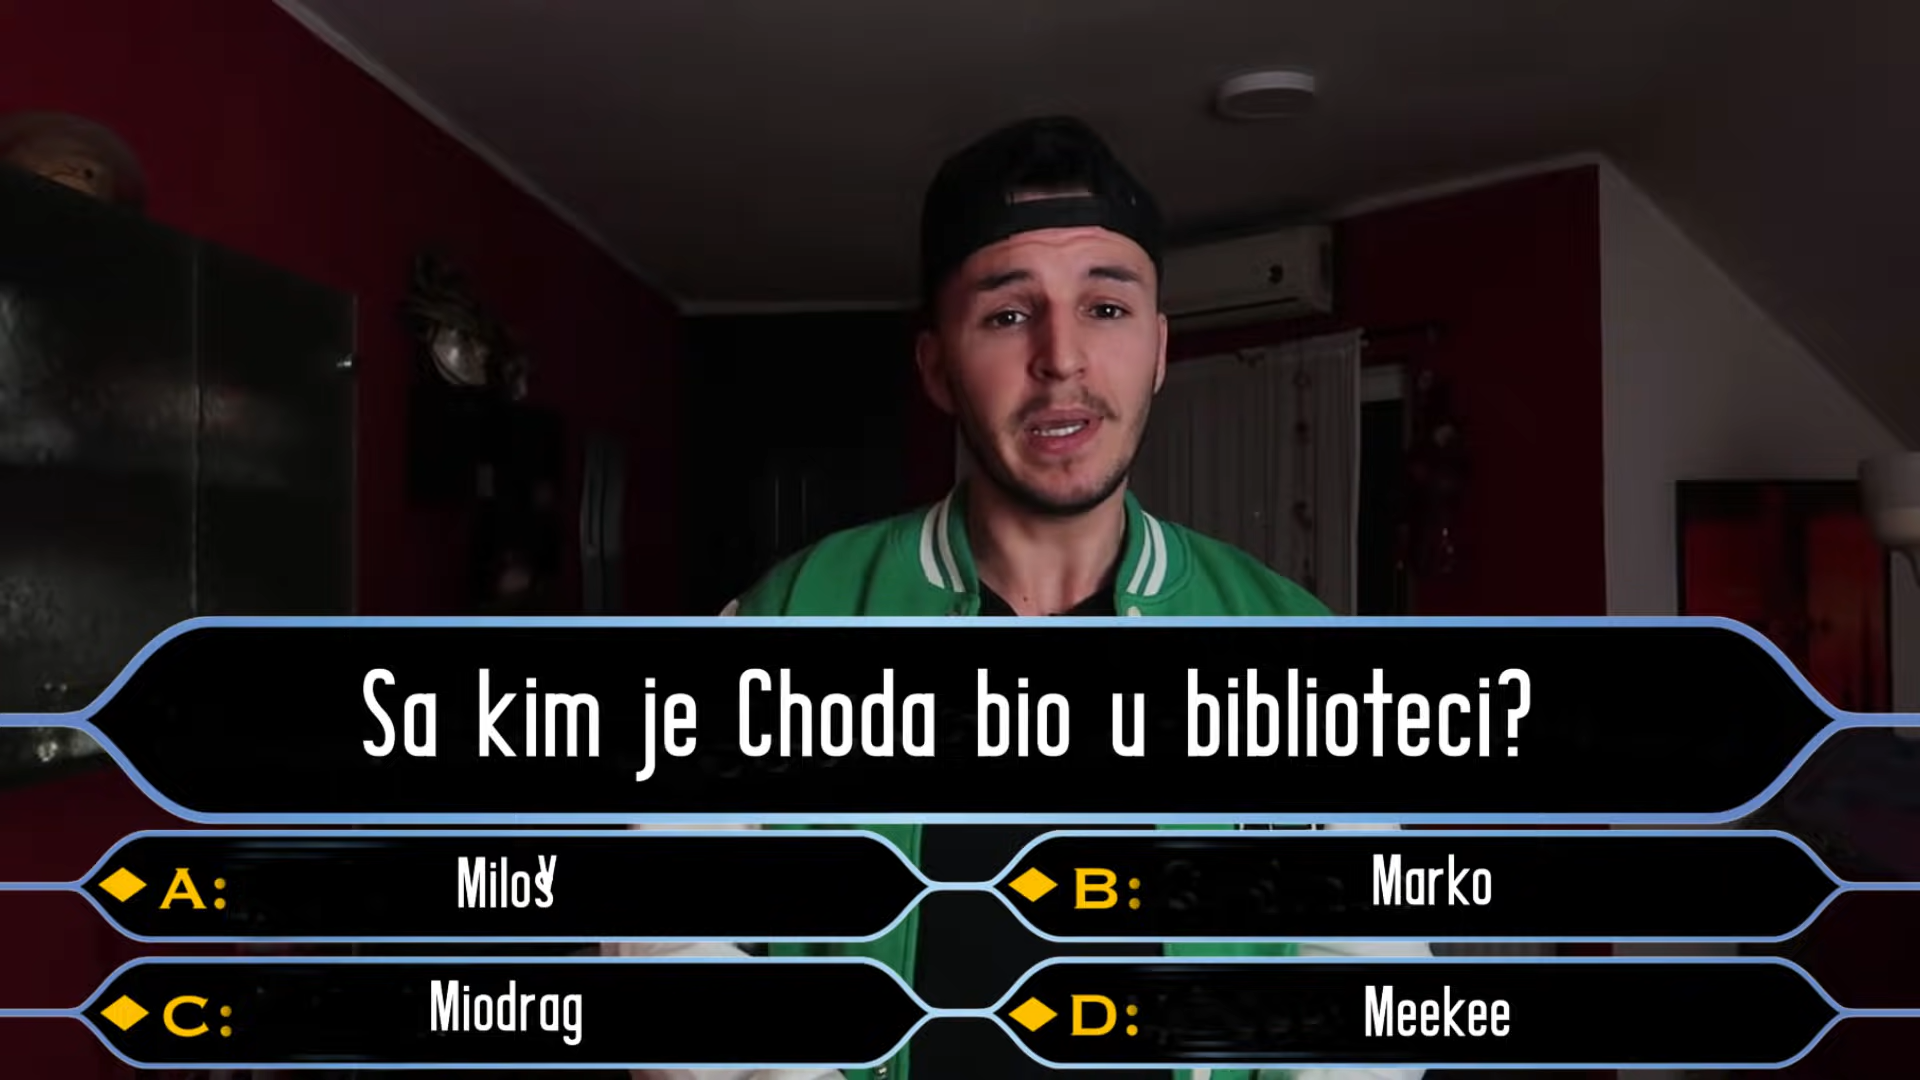 Sa kim je Choda bio u biblioteci?
A: Miloš
B: Marko
C: Miodrag
D: Meekee